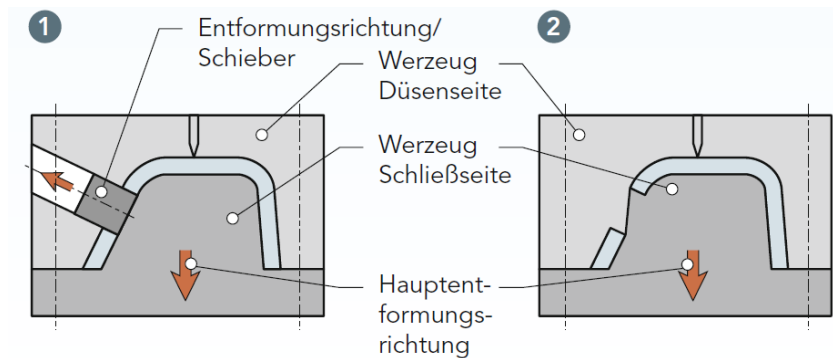 1
Entformungsrichtung/
Schieber
2
Werzeug
Düsenseite
Werzeug
Schließseite
Hauptent-
formungs-
richtung